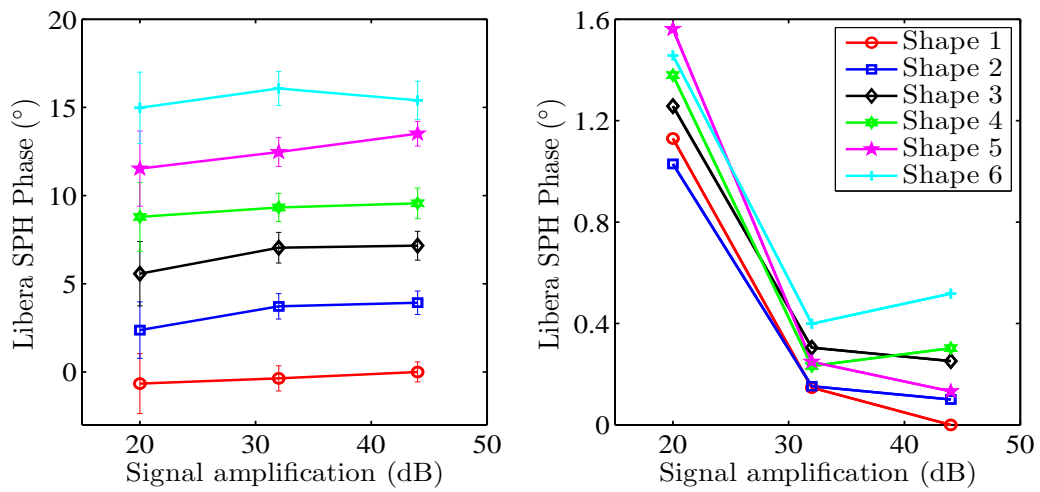 20
15
10
5
0
20
30
40
50
Signal amplification (dB)
Libera SPH Phase (°)
1.6
1.2
0.8
0.4
0
20
30
40
50
Signal amplification (dB)
Libera SPH Phase (°)
Shape 1
Shape 2
Shape 3
Shape 4
Shape 5
Shape 6